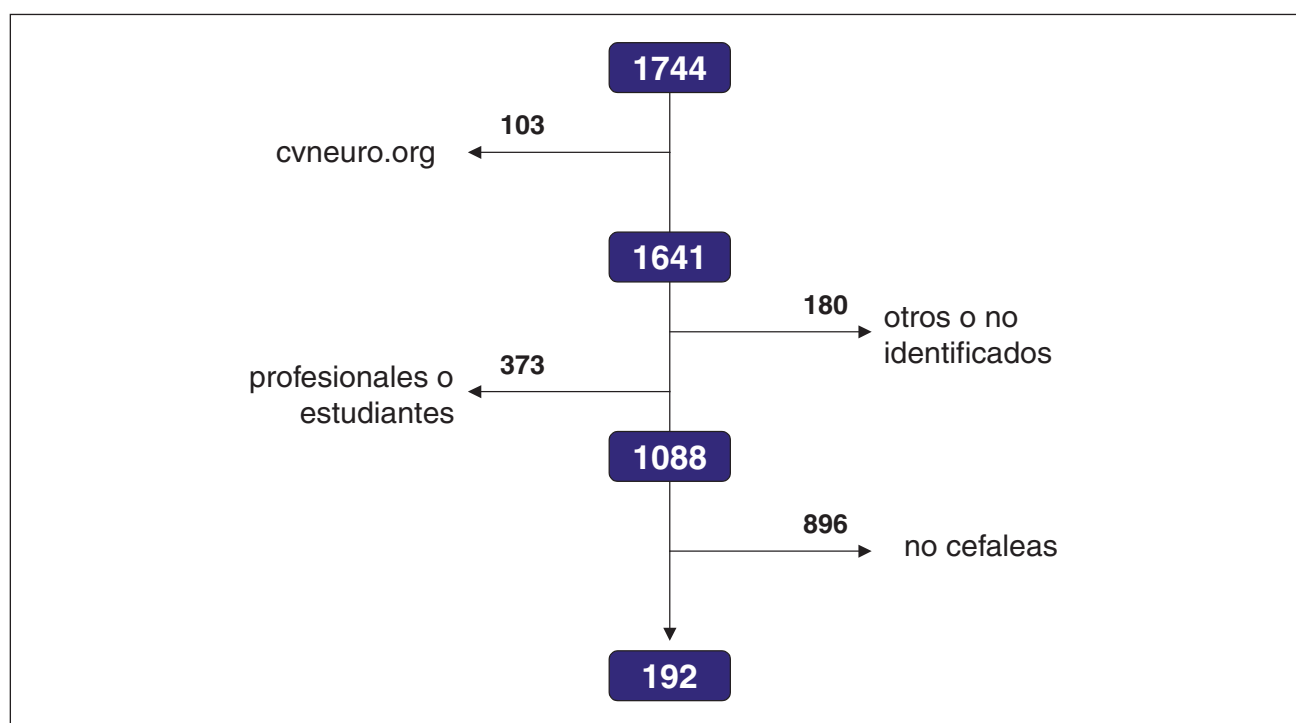 1744
103
cvneuro.org
1641
180
otros o no
identificados
373
profesionales o
estudiantes
1088
896
no cefaleas
192